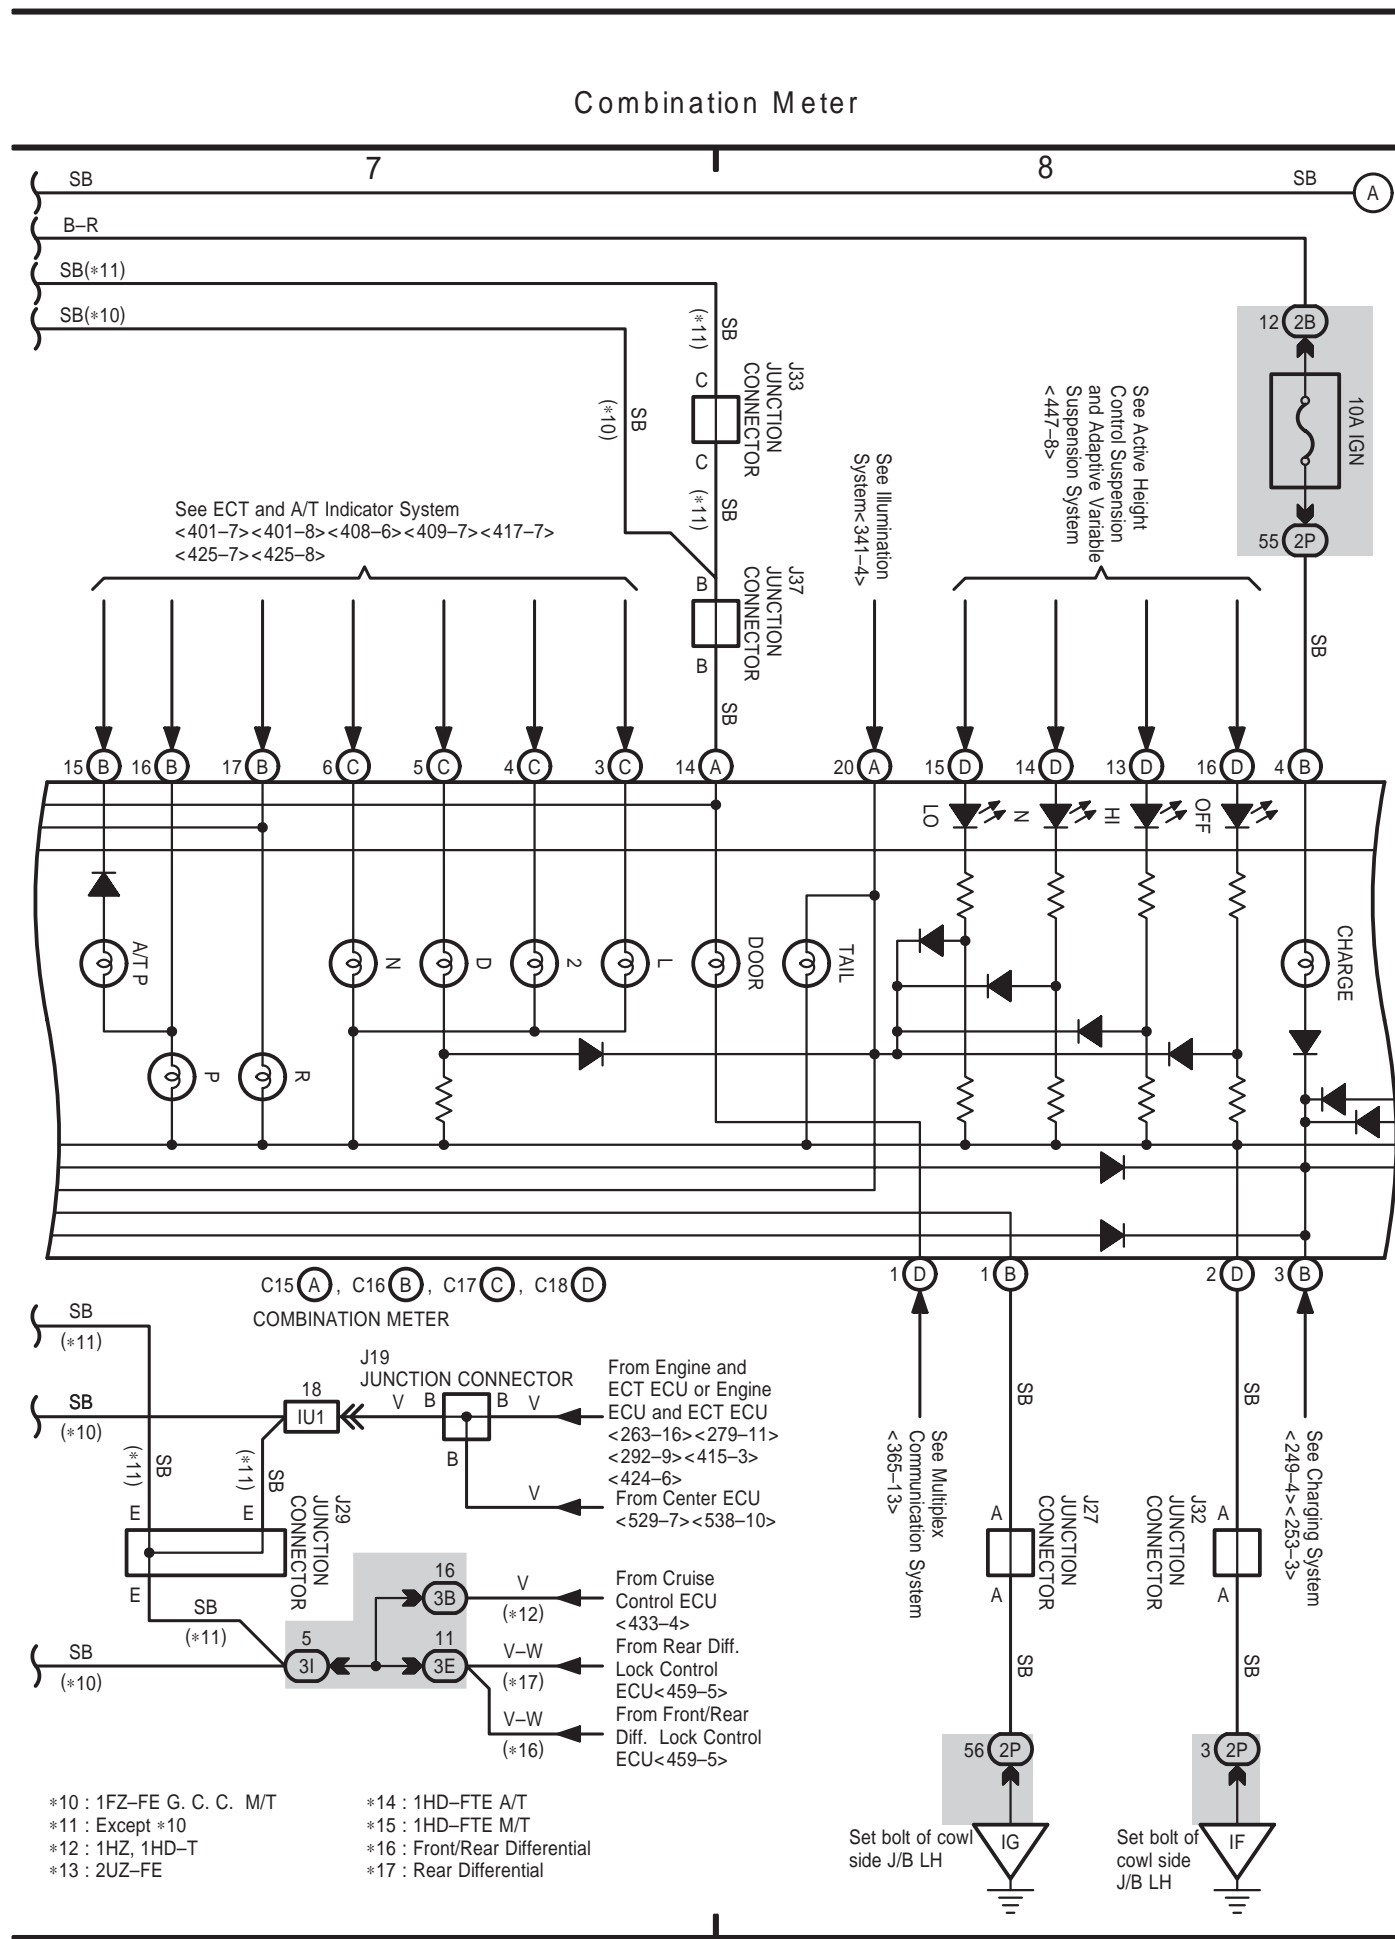 Combination Meter
7
8
SB
SB
A
B–R
SB(∗11)
SB(∗10)
SB
(∗11)
C
J33
JUNCTION
CONNECTOR
C
SB
(∗11)
SB
(∗10)
12 2B
10A IGN
55 2P
SB
See Active Height
Control Suspension
and Adaptive Variable
Suspension System
<447–8>
See Illumination
System<341–4>
See ECT and A/T Indicator System
<401–7><401–8><408–6><409–7><417–7>
<425–7><425–8>
B
J37
JUNCTION
CONNECTOR
B
SB
15 B 16 B 17 B 6 C 5 C 4 C 3 C 14 A 20 A 15 D 14 D 13 D 16 D 4 B
LO
N
HI
OFF
A/T P
N
D
2
L
DOOR
TAIL
CHARGE
P
R
1 D 1 B 2 D 3 B
C15 A , C16 B , C17 C , C18 D
COMBINATION METER
SB
(∗11)
J19
JUNCTION CONNECTOR
SB
(∗10)
18
IU1
V B B V
B
V
From Engine and
ECT ECU or Engine
ECU and ECT ECU
<263–16><279–11>
<292–9><415–3>
<424–6>
From Center ECU
<529–7><538–10>
SB
(∗11)
SB
(∗11)
E E
J29
JUNCTION
CONNECTOR
E
SB
(∗11)
SB
(∗10)
5
3I
16
3B
11
3E
V
(∗12)
From Cruise
Control ECU
<433–4>
V–W
(∗17)
From Rear Diff.
Lock Control
ECU<459–5>
V–W
(∗16)
From Front/Rear
Diff. Lock Control
ECU<459–5>
See Multiplex
Communication System
<365–13>
SB
A
J27
JUNCTION
CONNECTOR
A
SB
56 2P
IG
Set bolt of cowl
side J/B LH
SB
A
J32
JUNCTION
CONNECTOR
A
SB
3 2P
IF
Set bolt of
cowl side
J/B LH
See Charging System
<249–4><253–3>
∗10 : 1FZ–FE G. C. C. M/T
∗11 : Except ∗10
∗12 : 1HZ, 1HD–T
∗13 : 2UZ–FE
∗14 : 1HD–FTE A/T
∗15 : 1HD–FTE M/T
∗16 : Front/Rear Differential
∗17 : Rear Differential